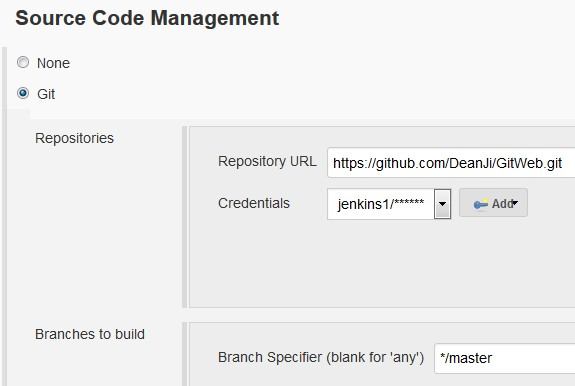 Source Code Management
None
Git
Repositories
Repository URL https://github.com/DeanJi/GitWeb.git
Credentials jenkins1/****** Add
Branches to build
Branch Specifier (blank for 'any') */master